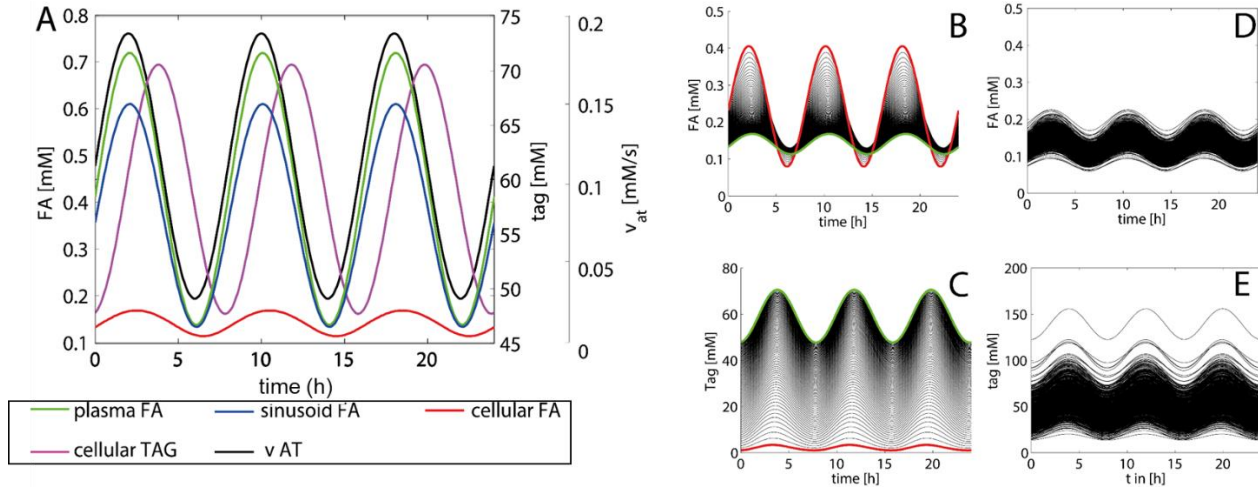 A
0.8
0.7
0.6
0.5
0.4
0.3
0.2
0.1
FA [mM]
75
70
65
60
55
50
45
tag [mM]
0.2
0.15
0.1
0.05
0
v_at [mM/s]
0 5 10 15 20
time (h)
plasma FA sinusoid FA cellular FA
cellular TAG v AT
B
0.5
0.4
0.3
0.2
0.1
0
FA [mM]
0 5 10 15 20
time [h]
D
0.5
0.4
0.3
0.2
0.1
0
FA [mM]
0 5 10 15 20
time [h]
C
80
60
40
20
0
Tag [mM]
0 5 10 15 20
time [h]
E
200
150
100
50
0
tag [mM]
0 5 10 15 20
t in [h]